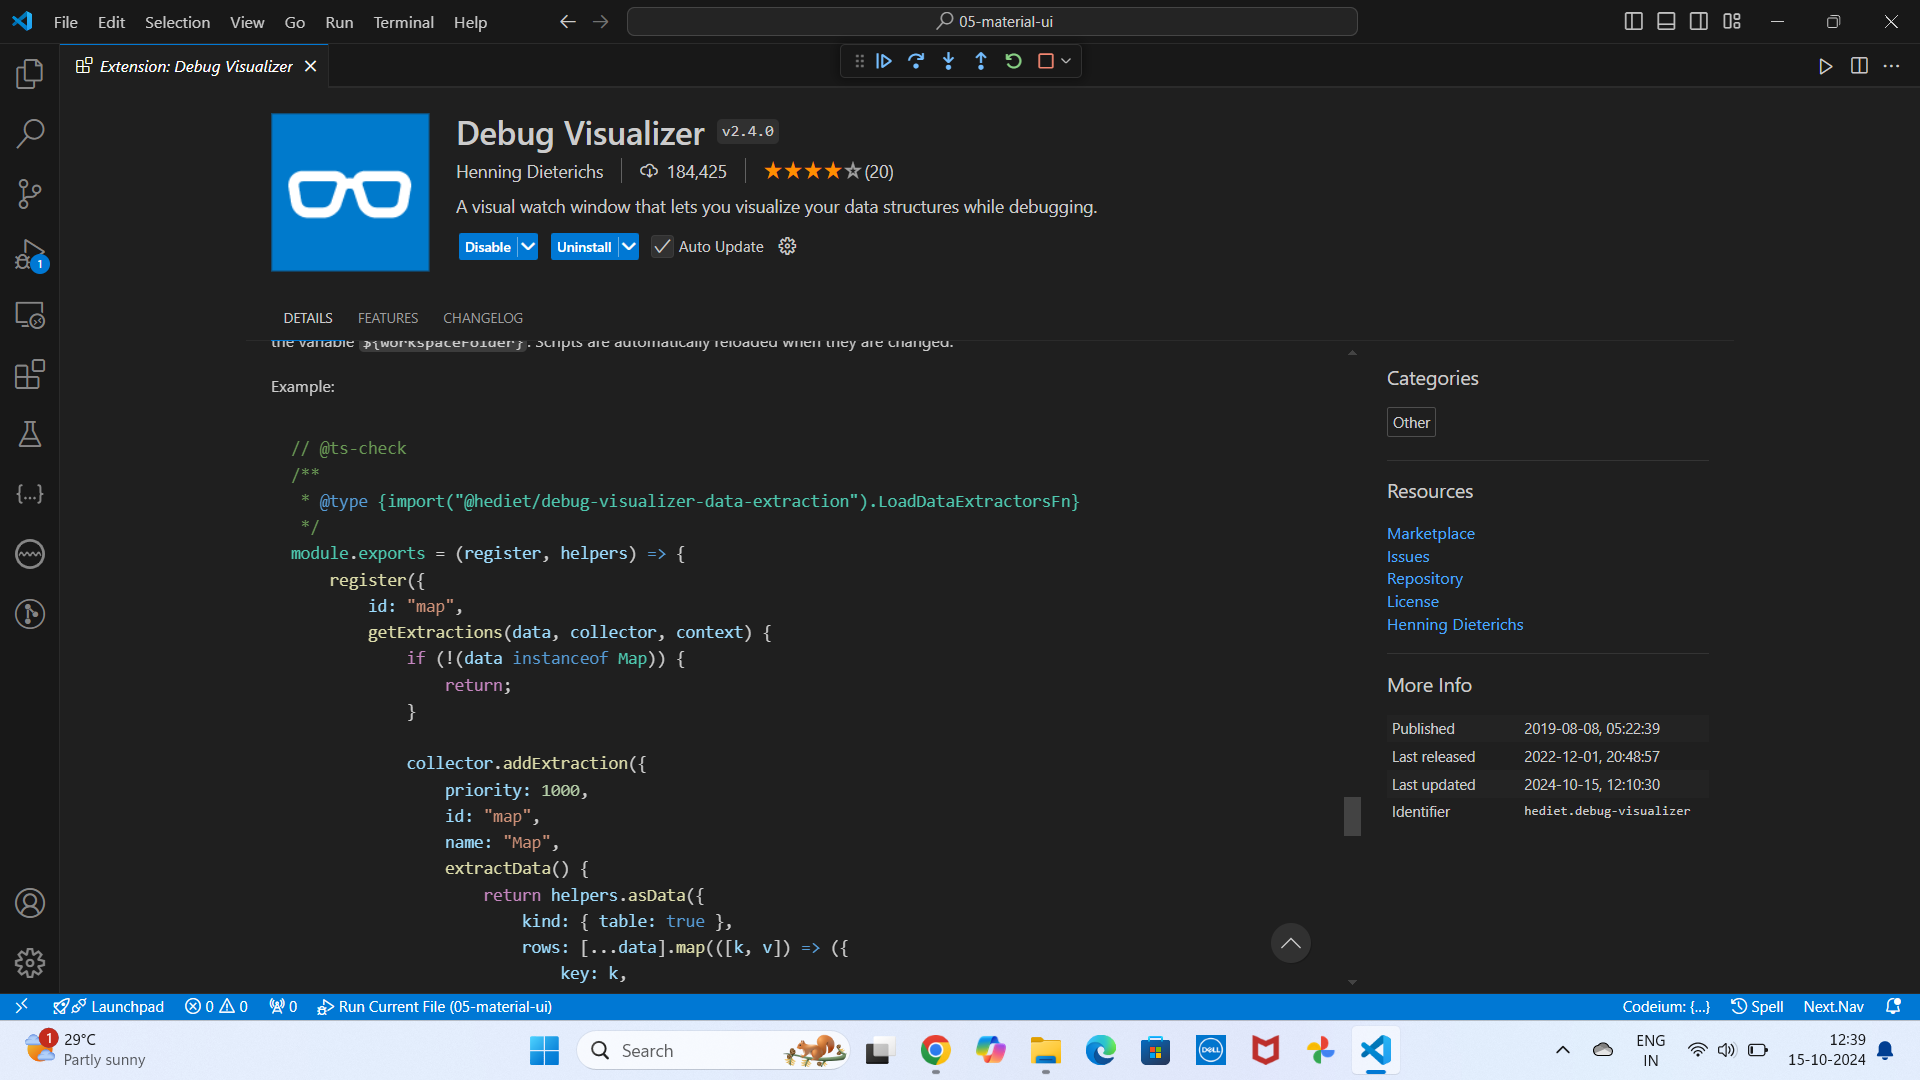 File Edit Selection View Go Run Terminal Help
05-material-ui
Extension: Debug Visualizer
Debug Visualizer v2.4.0
Henning Dieterichs 184,425 (20)
A visual watch window that lets you visualize your data structures while debugging.
Disable Uninstall Auto Update
1
DETAILS FEATURES CHANGELOG
the variable ${workspaceFolder}. Scripts are automatically reloaded when they are changed.
Example:
// @ts-check
/**
* @type {import("@hediet/debug-visualizer-data-extraction").LoadDataExtractorsFn}
*/
module.exports = (register, helpers) => {
register({
id: "map",
getExtractions(data, collector, context) {
if (!(data instanceof Map)) {
return;
}
collector.addExtraction({
priority: 1000,
id: "map",
name: "Map",
extractData() {
return helpers.asData({
kind: { table: true },
rows: [...data].map(([k, v]) => ({
key: k,
Categories
Other
Resources
Marketplace
Issues
Repository
License
Henning Dieterichs
More Info
Published 2019-08-08, 05:22:39
Last released 2022-12-01, 20:48:57
Last updated 2024-10-15, 12:10:30
Identifier hediet.debug-visualizer
Launchpad 0 0 0 Run Current File (05-material-ui) Codeium: {...} Spell Next.Nav
1
29°C
Partly sunny
Search
DELL
ENG
IN
12:39
15-10-2024